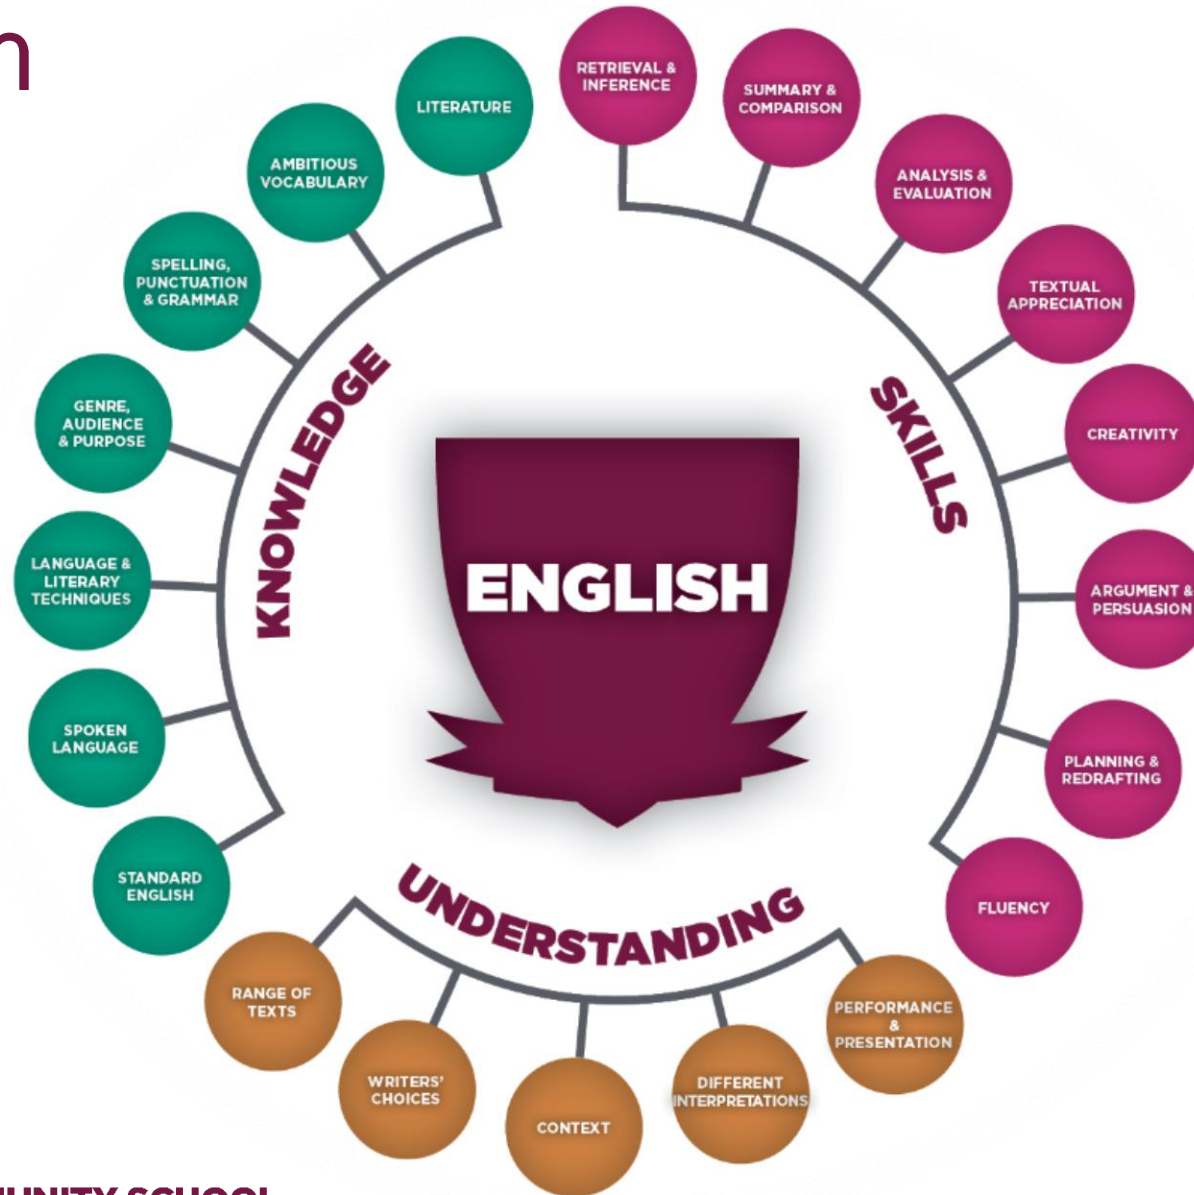 LITERATURE
AMBITIOUS
VOCABULARY
SPELLING,
PUNCTUATION
& GRAMMAR
GENRE,
AUDIENCE
& PURPOSE
LANGUAGE &
LITERARY
TECHNIQUES
SPOKEN
LANGUAGE
STANDARD
ENGLISH
KNOWLEDGE
RETRIEVAL &
INFERENCE
SUMMARY &
COMPARISON
ANALYSIS &
EVALUATION
TEXTUAL
APPRECIATION
CREATIVITY
ARGUMENT &
PERSUASION
PLANNING &
REDRAFTING
FLUENCY
SKILLS
ENGLISH
UNDERSTANDING
RANGE OF
TEXTS
WRITERS'
CHOICES
CONTEXT
DIFFERENT
INTERPRETATIONS
PERFORMANCE
&
PRESENTATION
SCHOOL